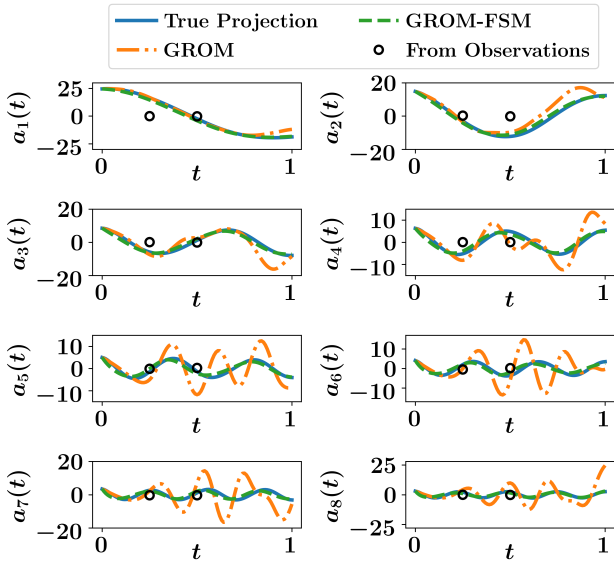 True Projection
GROM-FSM
GROM
From Observations
a₁(t)
25
0
−25
0
1
t
a₂(t)
20
0
−20
0
1
t
a₃(t)
20
0
−20
0
1
t
a₄(t)
10
0
−10
0
1
t
a₅(t)
10
0
−10
0
1
t
a₆(t)
10
0
−10
0
1
t
a₇(t)
20
0
−20
0
1
t
a₈(t)
25
0
−25
0
1
t